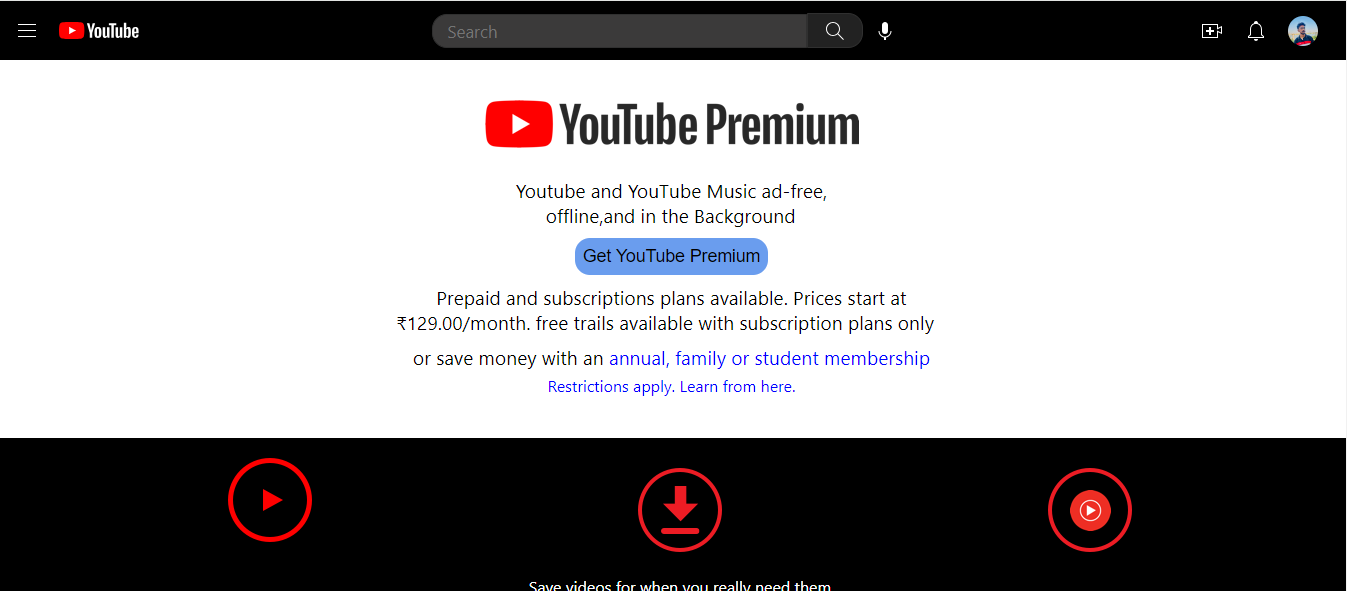 YouTube
Search
YouTube Premium
Youtube and YouTube Music ad-free,
offline,and in the Background
Get YouTube Premium
Prepaid and subscriptions plans available. Prices start at
₹129.00/month. free trails available with subscription plans only
or save money with an annual, family or student membership
Restrictions apply. Learn from here.
Save videos for when you really need them